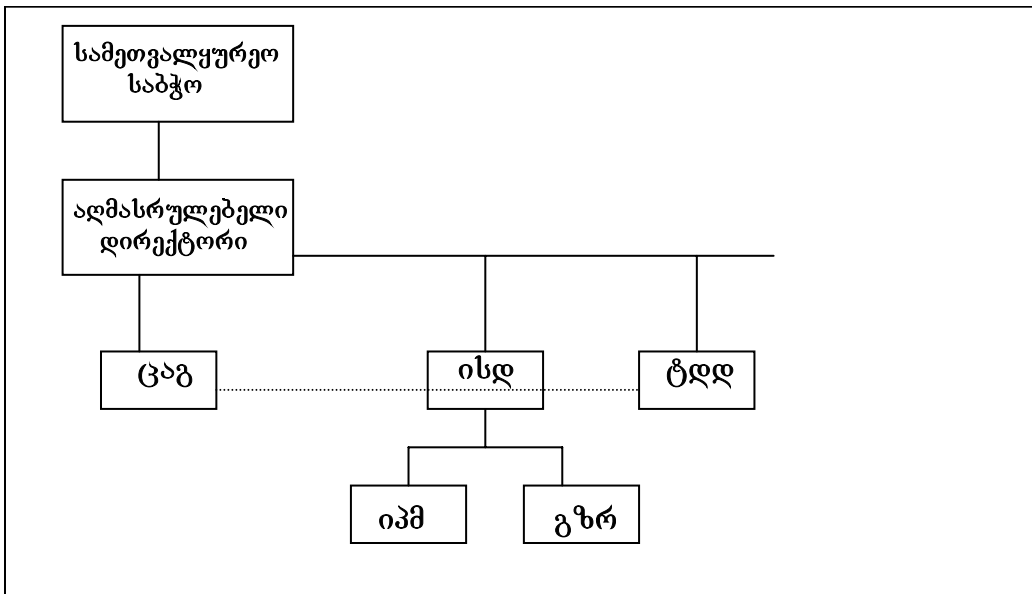 სამეთვალყურეო
საბჭო
აღმასრულებელი
დირექტორი
ცაგ
ისდ
ტდდ
იპმ
გზრ